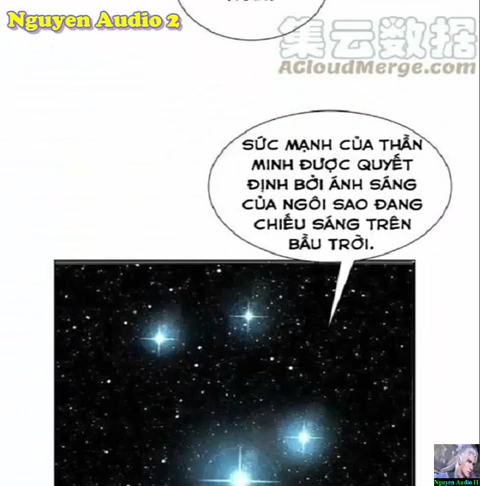 Nguyen Audio 2
集云数据
ACloudMerge.com
SỨC MẠNH CỦA THẦN
MINH ĐƯỢC QUYẾT
ĐỊNH BỞI ÁNH SÁNG
CỦA NGÔI SAO ĐANG
CHIẾU SÁNG TRÊN
BẦU TRỜI.
Nguyen Audio 11